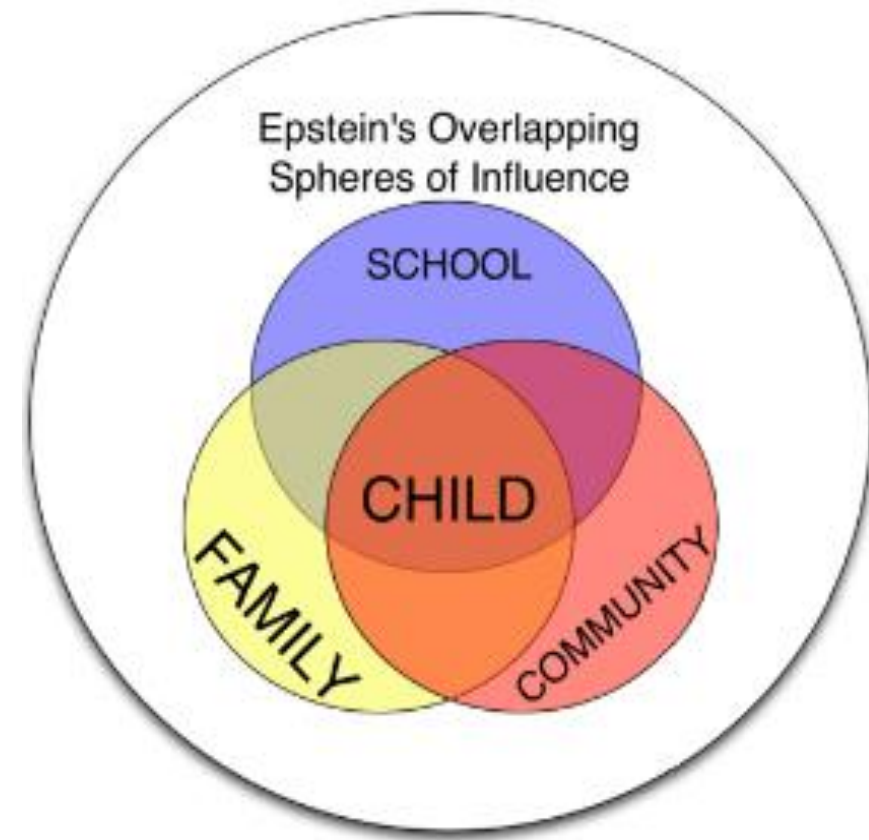 Epstein's Overlapping
Spheres of Influence
SCHOOL
CHILD
FAMILY
COMMUNITY